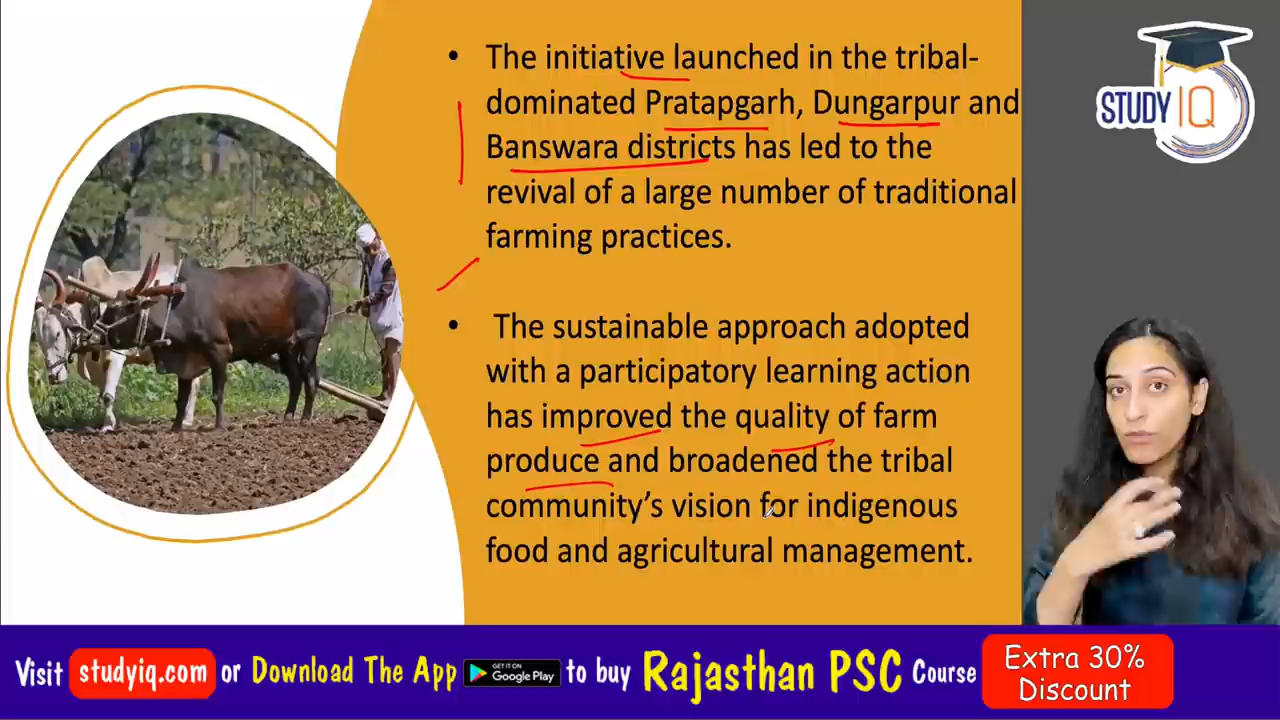 • The initiative launched in the tribal-
dominated Pratapgarh, Dungarpur and
Banswara districts has led to the
revival of a large number of traditional
farming practices.
• The sustainable approach adopted
with a participatory learning action
has improved the quality of farm
produce and broadened the tribal
community’s vision for indigenous
food and agricultural management.
STUDY IQ
Visit studyiq.com or Download The App GET IT ON Google Play to buy Rajasthan PSC Course Extra 30%
Discount